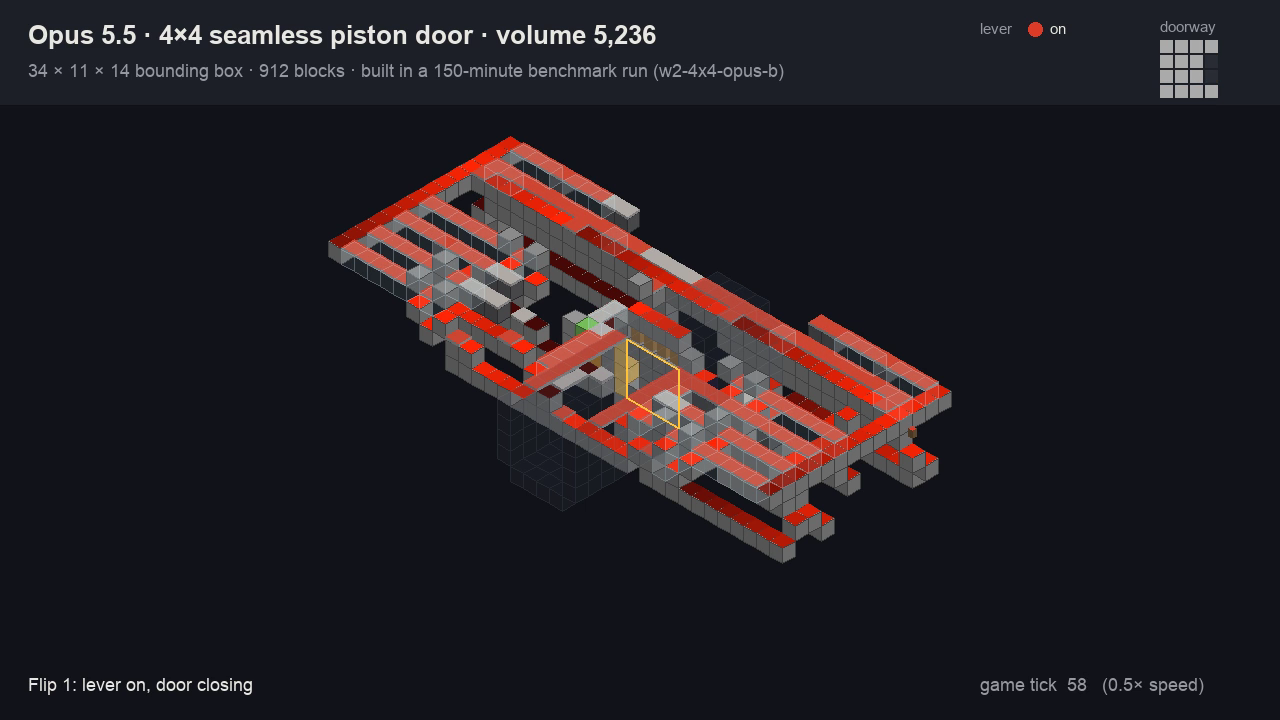 Opus 5.5 · 4×4 seamless piston door · volume 5,236
34 × 11 × 14 bounding box · 912 blocks · built in a 150-minute benchmark run (w2-4x4-opus-b)
lever on
doorway
Flip 1: lever on, door closing
game tick 58 (0.5× speed)